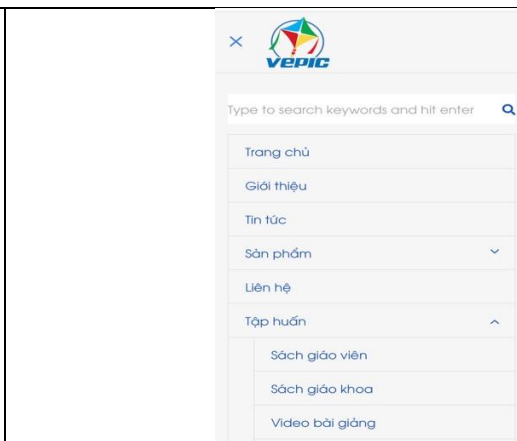 VEPIC
Type to search keywords and hit enter
Trang chủ
Giới thiệu
Tin tức
Sản phẩm
Liên hệ
Tập huấn
Sách giáo viên
Sách giáo khoa
Video bài giảng